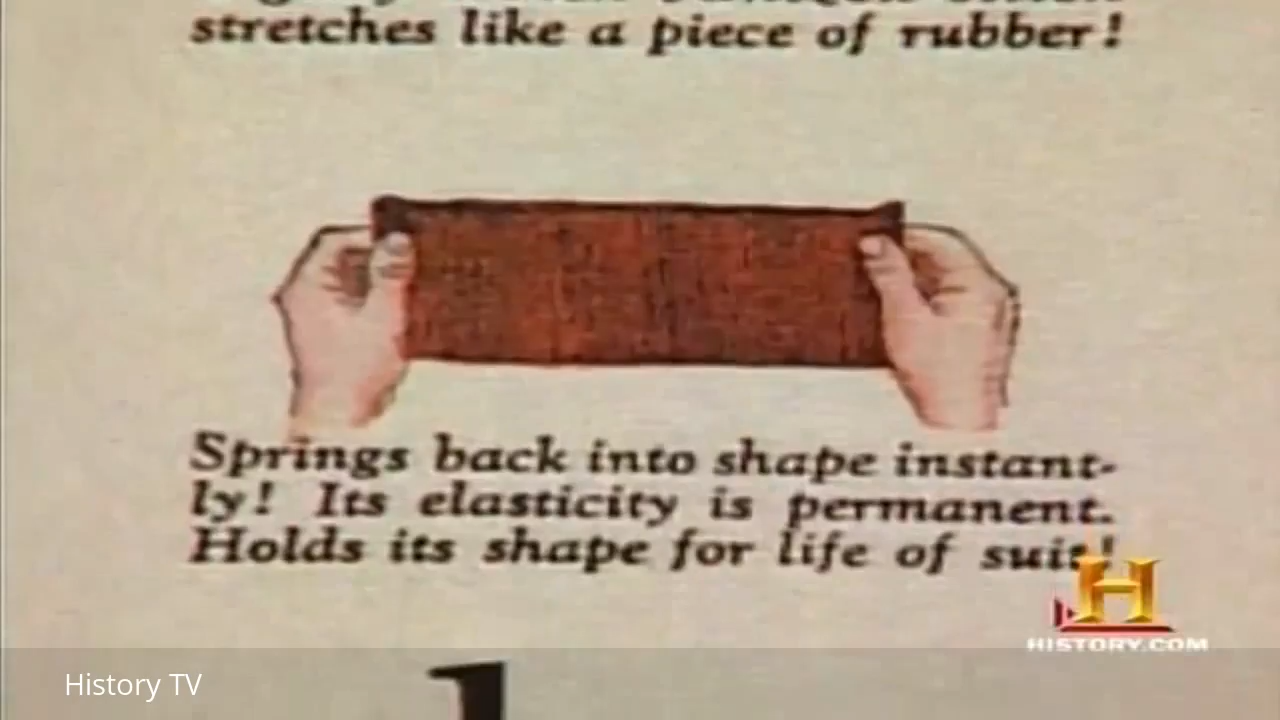 stretches like a piece of rubber!
Springs back into shape instant-
ly! Its elasticity is permanent.
Holds its shape for life of suit!
H
HISTORY.COM
History TV